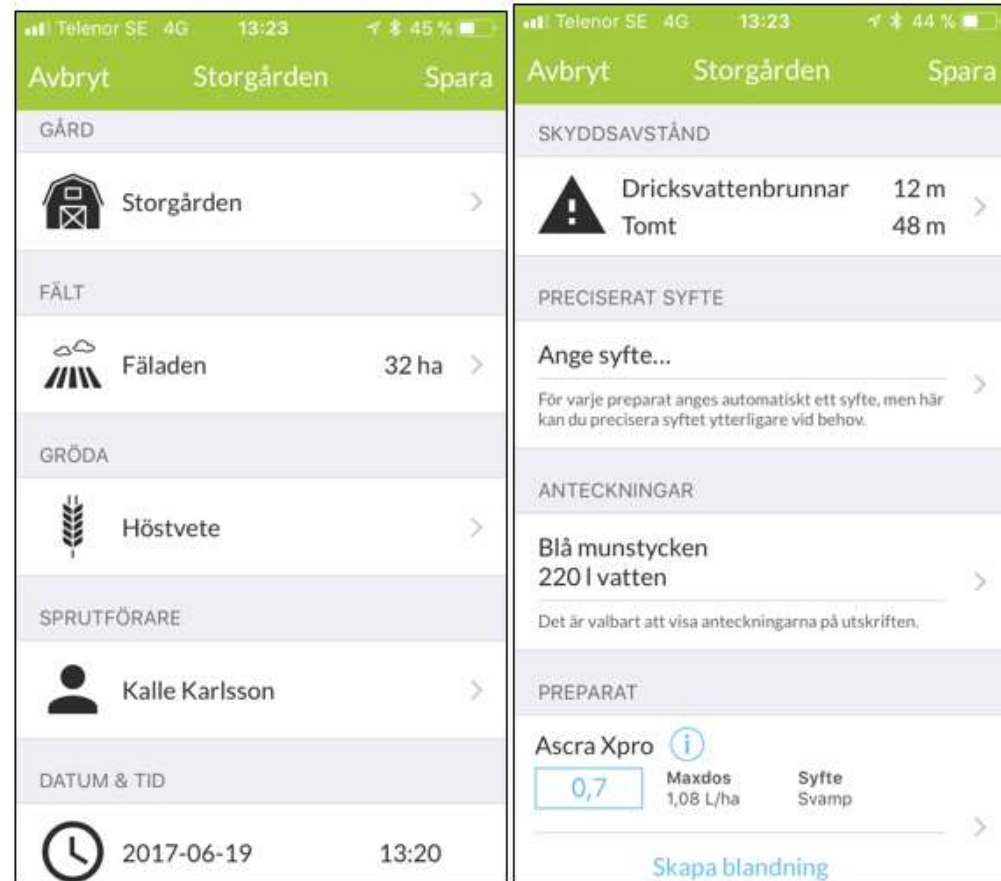 Telenor SE 4G 13:23 45 %
Avbryt Storgården Spara
GÅRD
Storgården
FÄLT
Fäladen 32 ha
GRÖDA
Höstvete
SPRUTFÖRARE
Kalle Karlsson
DATUM & TID
2017-06-19 13:20
Telenor SE 4G 13:23 44 %
Avbryt Storgården Spara
SKYDDSAVSTÅND
Dricksvattenbrunnar 12 m
Tomt 48 m
PRECISERAT SYFTE
Ange syfte...
För varje preparat anges automatiskt ett syfte, men här
kan du precisera syftet ytterligare vid behov.
ANTECKNINGAR
Blå munstycken
220 l vatten
Det är valbart att visa anteckningarna på utskriften.
PREPARAT
Ascra Xpro i
0,7 Maxdos Syfte
1,08 L/ha Svamp
Skapa blandning